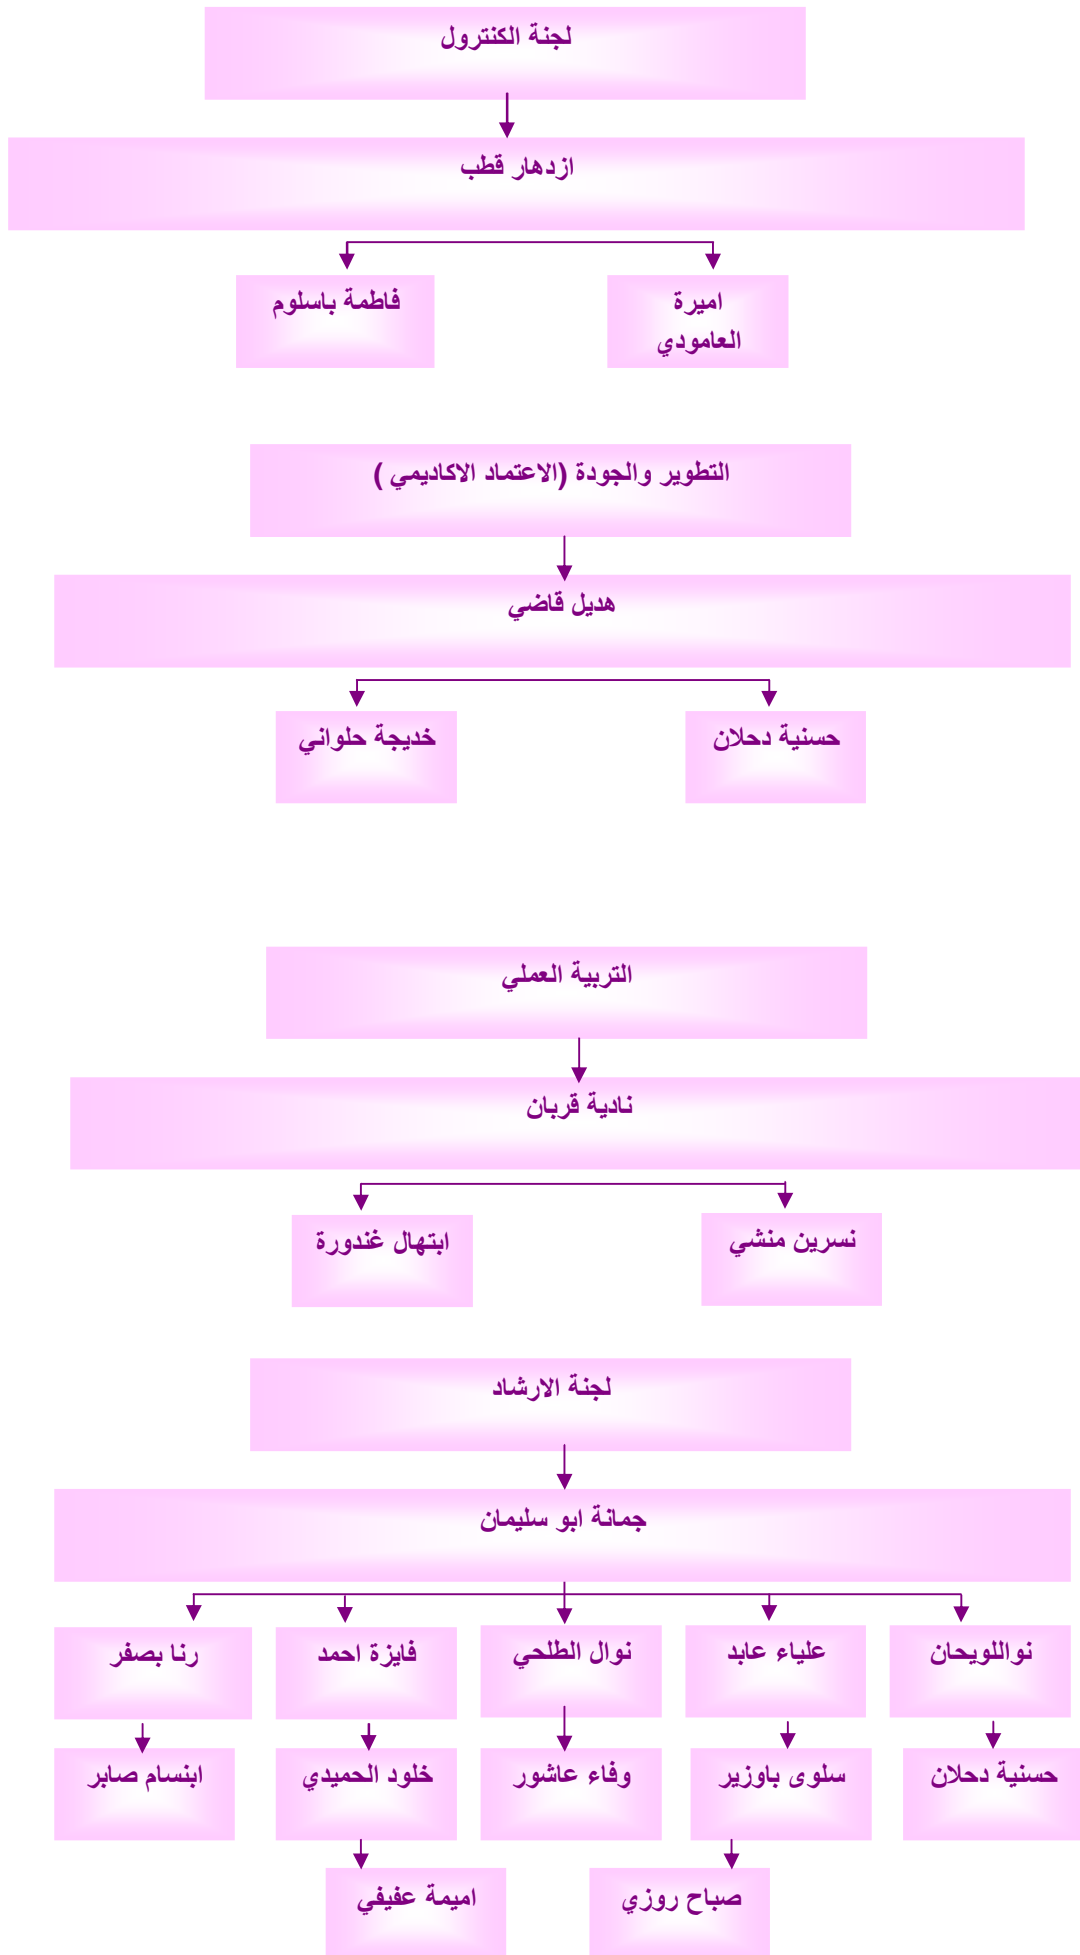 لجنة الكنترول
ازدهار قطب
اميرة
العامودي
فاطمة باسلوم
التطوير والجودة (الاعتماد الاكاديمي )
هديل قاضي
حسنية دحلان
خديجة حلواني
التربية العملي
نادية قربان
نسرين منشي
ابتهال غندورة
لجنة الارشاد
جمانة ابو سليمان
نواللويحان
علياء عابد
نوال الطلحي
فايزة احمد
رنا بصفر
حسنية دحلان
سلوى باوزير
وفاء عاشور
خلود الحميدي
ابنسام صابر
صباح روزي
اميمة عفيفي